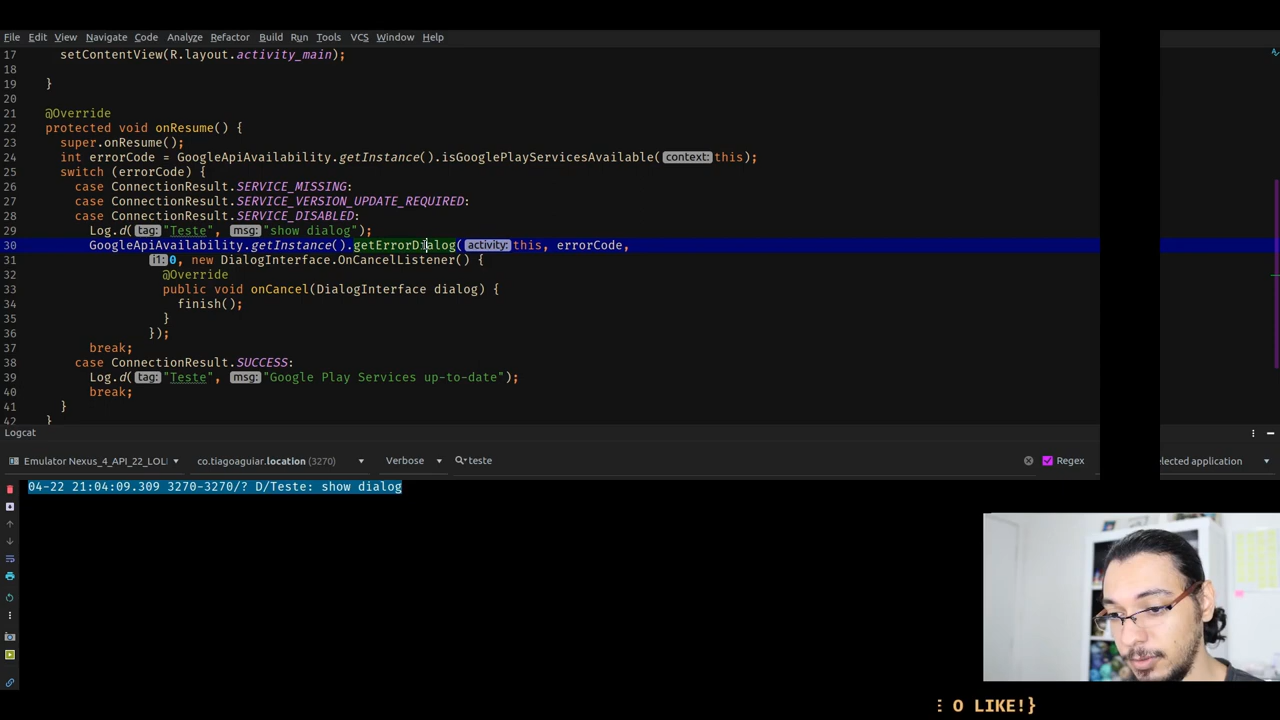 File Edit View Navigate Code Analyze Refactor Build Run Tools VCS Window Help
17 setContentView(R.layout.activity_main);
18
19 }
20
21 @Override
22 protected void onResume() {
23 super.onResume();
24 int errorCode = GoogleApiAvailability.getInstance().isGooglePlayServicesAvailable( context: this);
25 switch (errorCode) {
26 case ConnectionResult.SERVICE_MISSING:
27 case ConnectionResult.SERVICE_VERSION_UPDATE_REQUIRED:
28 case ConnectionResult.SERVICE_DISABLED:
29 Log.d( tag: "Teste", msg: "show dialog");
30 GoogleApiAvailability.getInstance().getErrorDialog( activity: this, errorCode,
31 i1: 0, new DialogInterface.OnCancelListener() {
32 @Override
33 public void onCancel(DialogInterface dialog) {
34 finish();
35 }
36 });
37 break;
38 case ConnectionResult.SUCCESS:
39 Log.d( tag: "Teste", msg: "Google Play Services up-to-date");
40 break;
41 }
42 }
Logcat
Emulator Nexus_4_API_22_LOLI co.tiagoaguiar.location (3270) Verbose teste Regex elected application
04-22 21:04:09.309 3270-3270/? D/Teste: show dialog
O LIKE!}